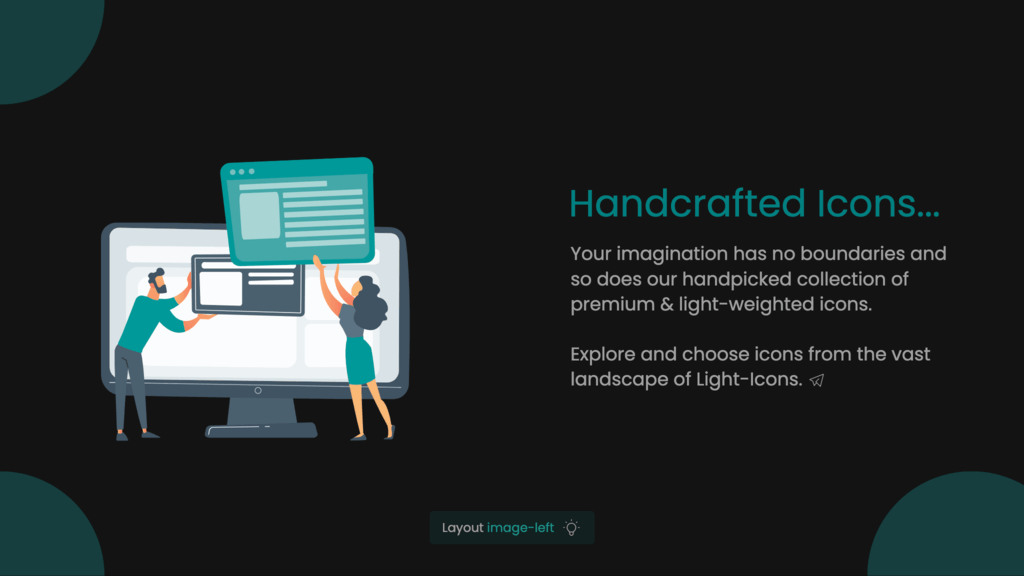 Handcrafted Icons...
Your imagination has no boundaries and
so does our handpicked collection of
premium & light-weighted icons.
Explore and choose icons from the vast
landscape of Light-Icons.
Layout image-left